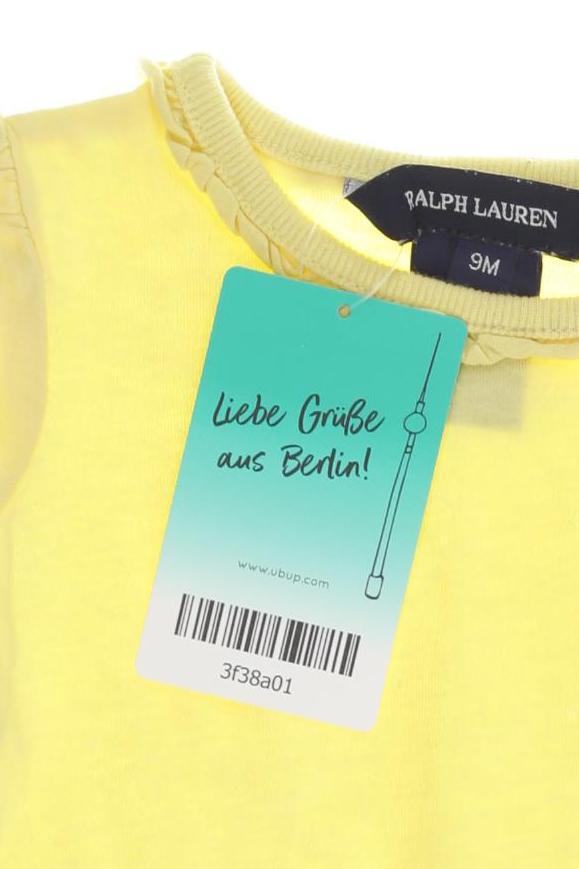 RALPH LAUREN
9M
Liebe Grüße
aus Berlin!
www.ubup.com
3f38a01